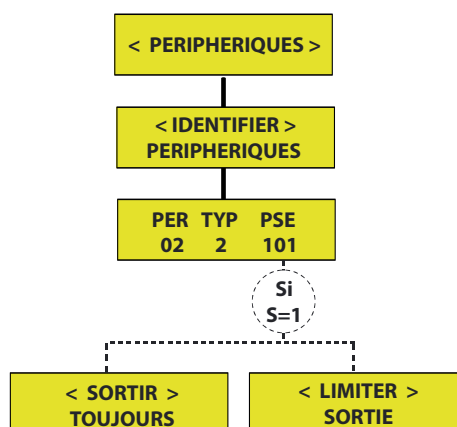 < PERIPHERIQUES >
< IDENTIFIER >
PERIPHERIQUES
PER TYP PSE
02 2 101
Si
S=1
< SORTIR >
TOUJOURS
< LIMITER >
SORTIE